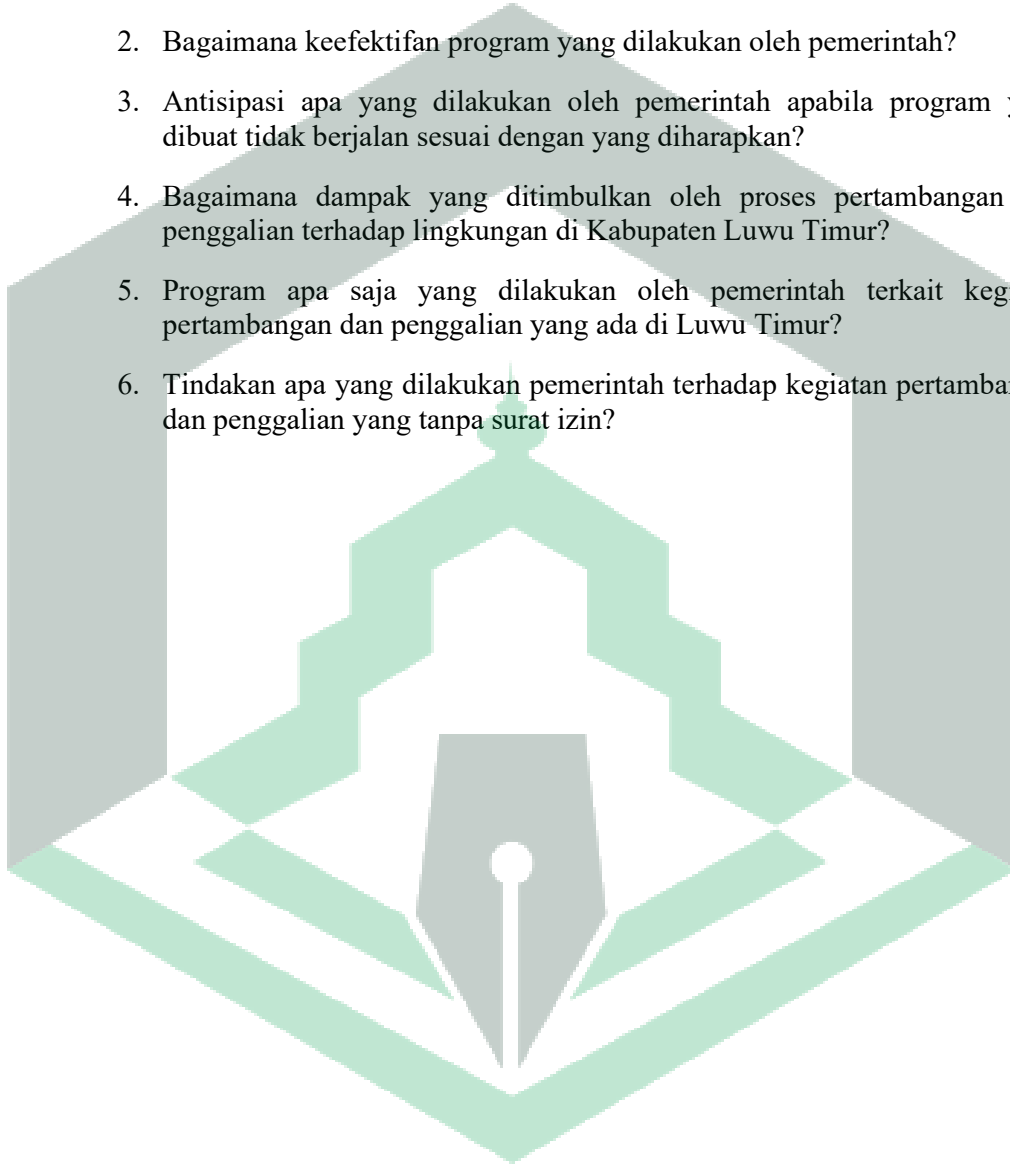 2. Bagaimana keefektifan program yang dilakukan oleh pemerintah?
3. Antisipasi apa yang dilakukan oleh pemerintah apabila program
dibuat tidak berjalan sesuai dengan yang diharapkan?
4. Bagaimana dampak yang ditimbulkan oleh proses pertambangan
penggalian terhadap lingkungan di Kabupaten Luwu Timur?
5. Program apa saja yang dilakukan oleh pemerintah terkait
pertambangan dan penggalian yang ada di Luwu Timur?
6. Tindakan apa yang dilakukan pemerintah terhadap kegiatan
dan penggalian yang tanpa surat izin?